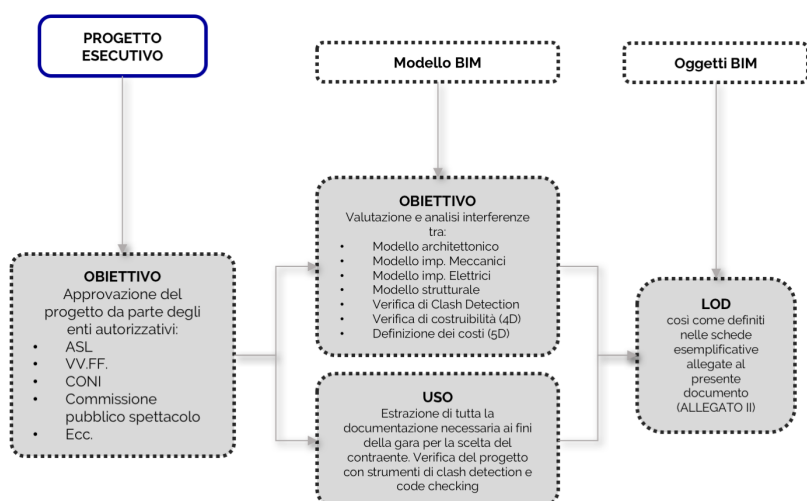 PROGETTO
ESECUTIVO
Modello BIM
Oggetti BIM
OBIETTIVO
Approvazione del
progetto da parte degli
enti autorizzativi:
• ASL
• VV.FF.
• CONI
• Commissione
pubblico spettacolo
• Ecc.
OBIETTIVO
Valutazione e analisi interferenze
tra:
• Modello architettonico
• Modello imp. Meccanici
• Modello imp. Elettrici
• Modello strutturale
• Verifica di Clash Detection
• Verifica di costruibilità (4D)
• Definizione dei costi (5D)
USO
Estrazione di tutta la
documentazione necessaria ai fini
della gara per la scelta del
contraente. Verifica del progetto
con strumenti di clash detection e
code checking
LOD
così come definiti
nelle schede
esemplificative
allegate al
presente
documento
(ALLEGATO II)